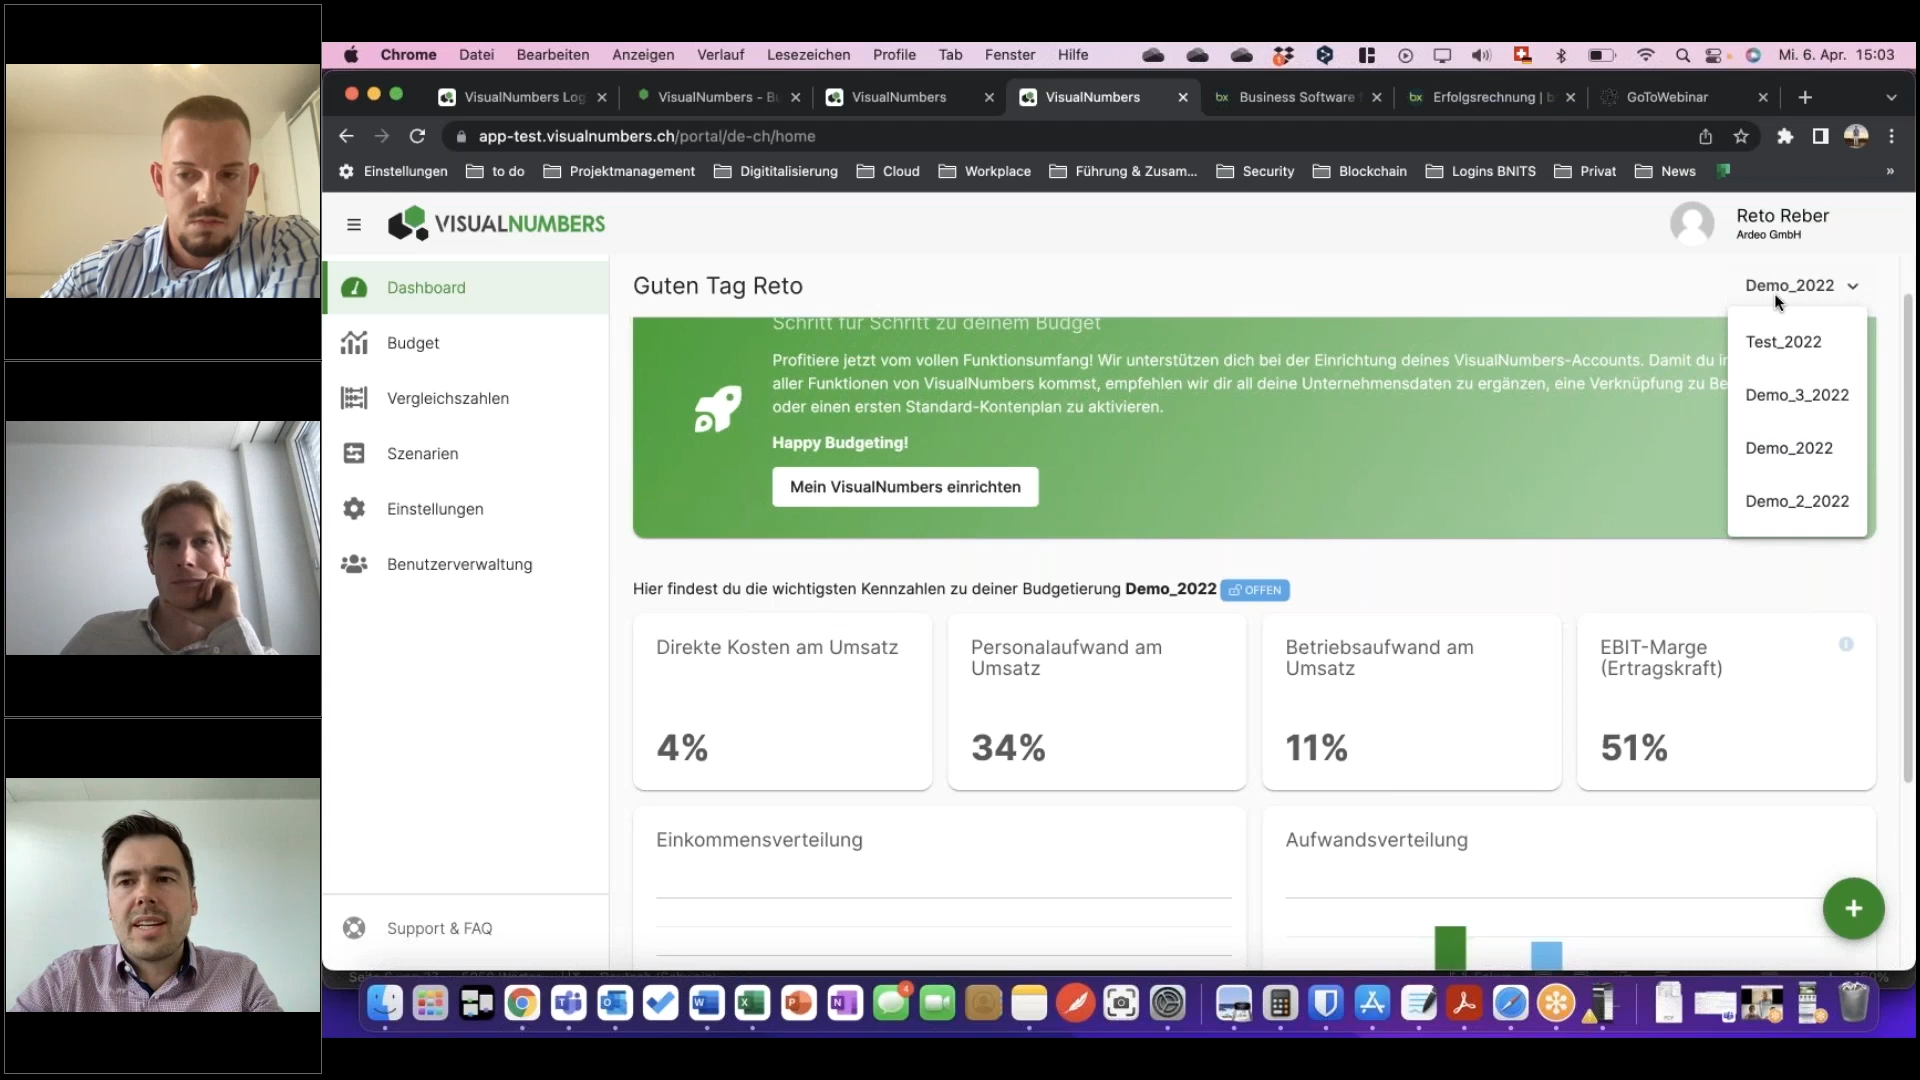 Chrome Datei Bearbeiten Anzeigen Verlauf Lesezeichen Profile Tab Fenster Hilfe Mi. 6. Apr. 15:03
VisualNumbers Log VisualNumbers - Bu VisualNumbers VisualNumbers bx Business Software f bx Erfolgsrechnung | b GoToWebinar
app-test.visualnumbers.ch/portal/de-ch/home
Einstellungen to do Projektmanagement Digititalisierung Cloud Workplace Führung & Zusam... Security Blockchain Logins BNITS Privat News »
VISUALNUMBERS
Reto Reber
Ardeo GmbH
Dashboard
Budget
Vergleichszahlen
Szenarien
Einstellungen
Benutzerverwaltung
Support & FAQ
Guten Tag Reto
Demo_2022
Test_2022
Demo_3_2022
Demo_2022
Demo_2_2022
Schritt für Schritt zu deinem Budget
Profitiere jetzt vom vollen Funktionsumfang! Wir unterstützen dich bei der Einrichtung deines VisualNumbers-Accounts. Damit du in
aller Funktionen von VisualNumbers kommst, empfehlen wir dir all deine Unternehmensdaten zu ergänzen, eine Verknüpfung zu Be
oder einen ersten Standard-Kontenplan zu aktivieren.
Happy Budgeting!
Mein VisualNumbers einrichten
Hier findest du die wichtigsten Kennzahlen zu deiner Budgetierung Demo_2022 OFFEN
Direkte Kosten am Umsatz
4%
Personalaufwand am
Umsatz
34%
Betriebsaufwand am
Umsatz
11%
EBIT-Marge
(Ertragskraft)
51%
Einkommensverteilung
Aufwandsverteilung
4